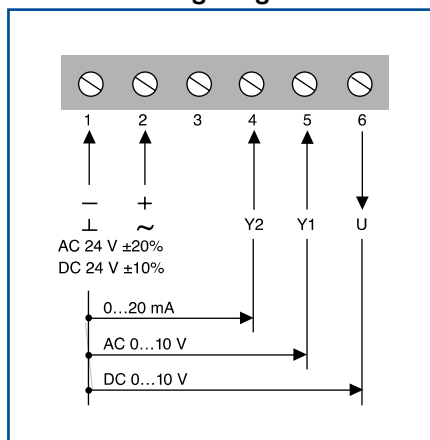 1 2 3 4 5 6
− +
⊥ ~ Y2 Y1 U
AC 24 V ±20%
DC 24 V ±10%
0...20 mA
AC 0...10 V
DC 0...10 V